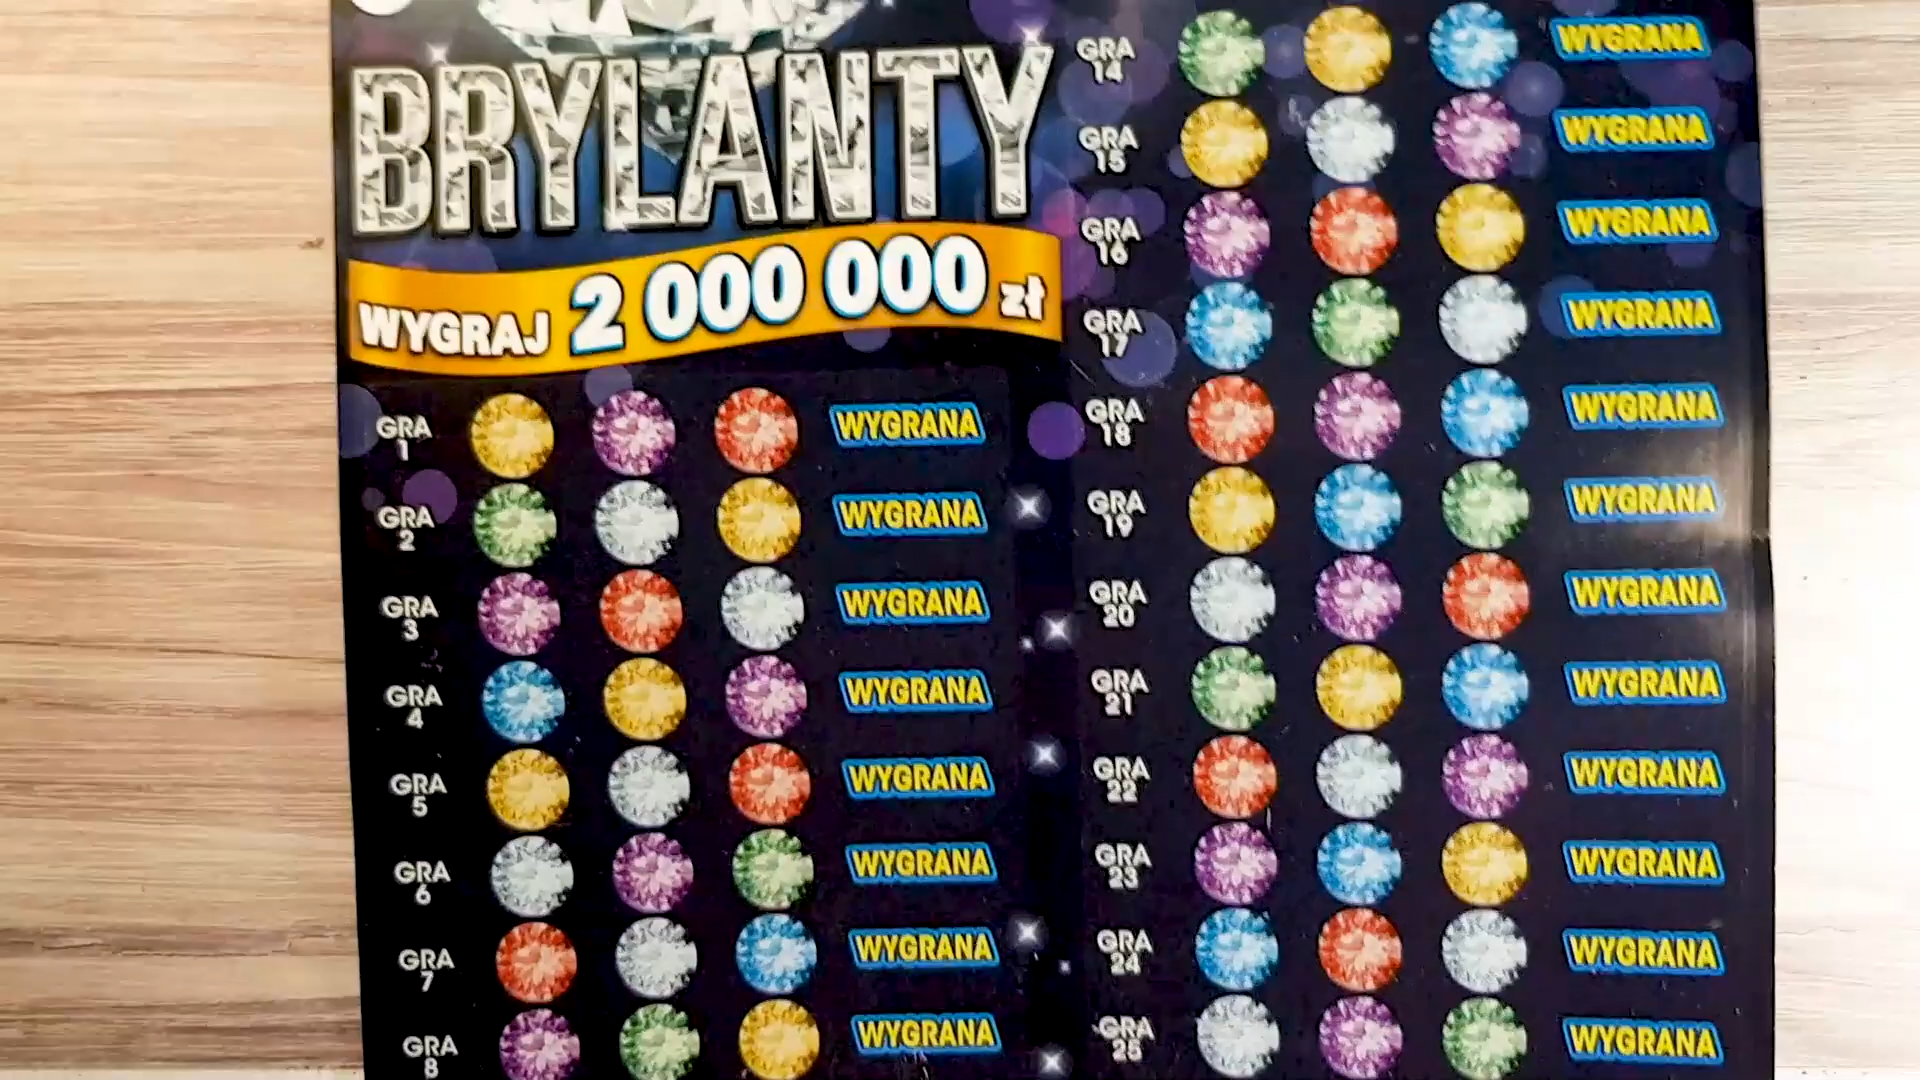 BRYLANTY
WYGRAJ 2 000 000 zł
GRA 1 WYGRANA
GRA 2 WYGRANA
GRA 3 WYGRANA
GRA 4 WYGRANA
GRA 5 WYGRANA
GRA 6 WYGRANA
GRA 7 WYGRANA
GRA 8 WYGRANA
GRA 14 WYGRANA
GRA 15 WYGRANA
GRA 16 WYGRANA
GRA 17 WYGRANA
GRA 18 WYGRANA
GRA 19 WYGRANA
GRA 20 WYGRANA
GRA 21 WYGRANA
GRA 22 WYGRANA
GRA 23 WYGRANA
GRA 24 WYGRANA
GRA 25 WYGRANA